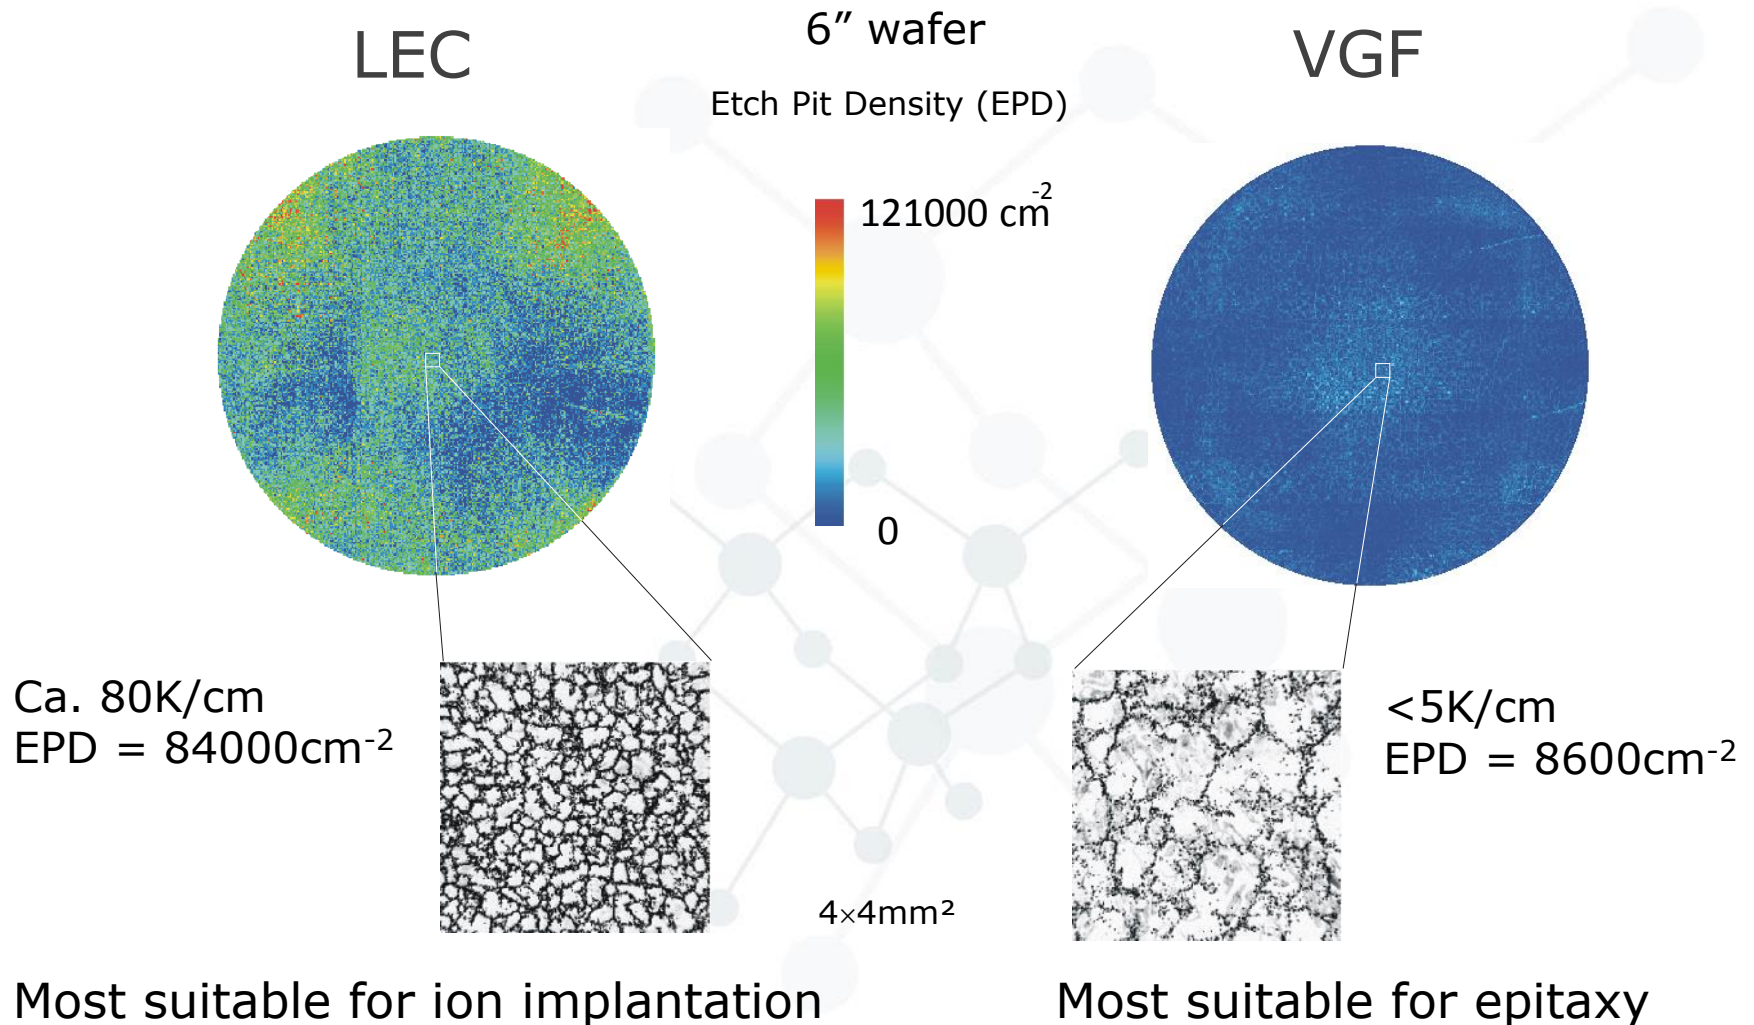 LEC
6″ wafer
VGF
Etch Pit Density (EPD)
121000 cm-2
0
Ca. 80K/cm
EPD = 84000cm-2
<5K/cm
EPD = 8600cm-2
4×4mm²
Most suitable for ion implantation
Most suitable for epitaxy